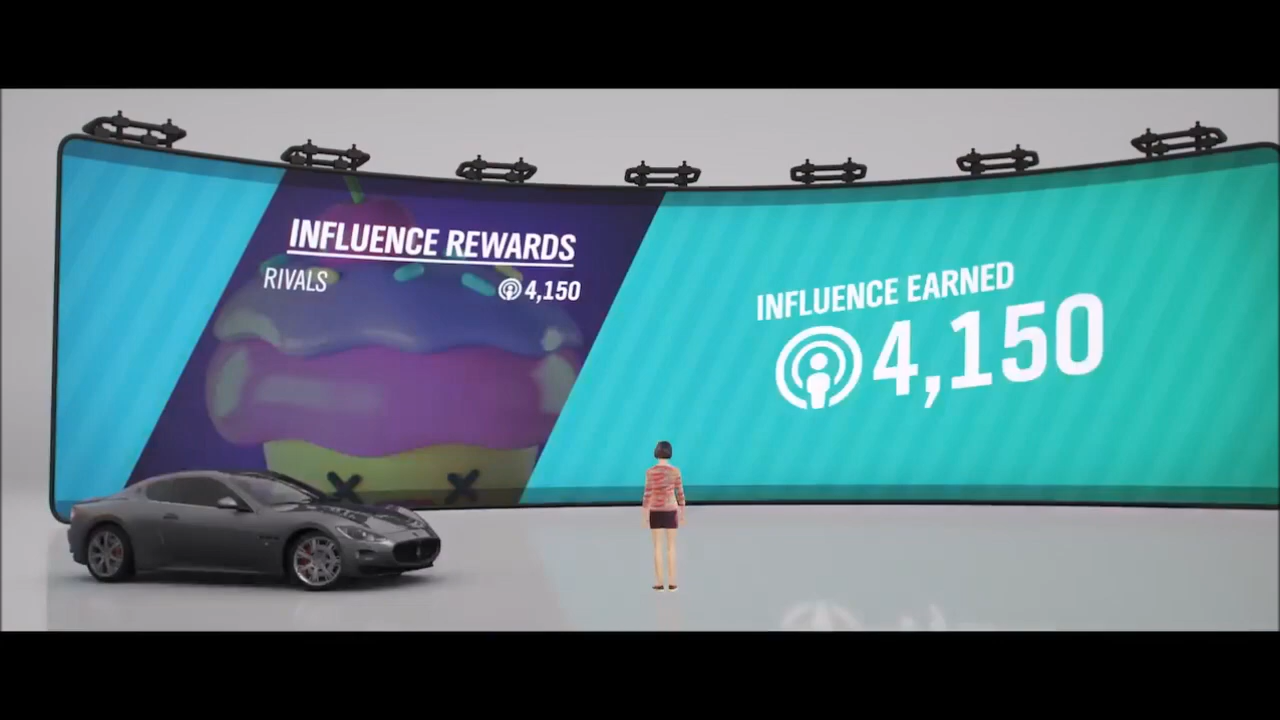 INFLUENCE REWARDS
RIVALS 4,150
INFLUENCE EARNED
4,150